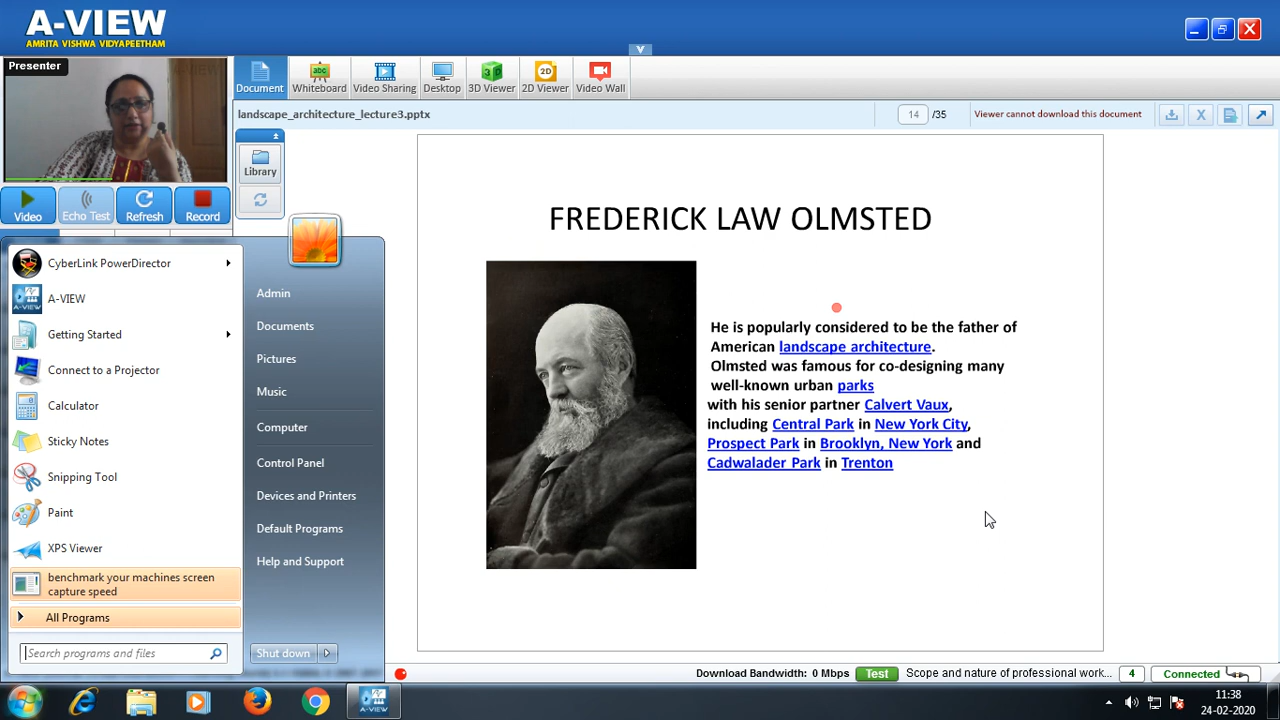 A-VIEW
AMRITA VISHWA VIDYAPEETHAM
Presenter
Document
Whiteboard
Video Sharing
Desktop
3D Viewer
2D Viewer
Video Wall
landscape_architecture_lecture3.pptx
14 /35
Viewer cannot download this document
Library
Video
Echo Test
Refresh
Record
FREDERICK LAW OLMSTED
He is popularly considered to be the father of
American landscape architecture.
Olmsted was famous for co-designing many
well-known urban parks
with his senior partner Calvert Vaux,
including Central Park in New York City,
Prospect Park in Brooklyn, New York and
Cadwalader Park in Trenton
CyberLink PowerDirector
A-VIEW
Getting Started
Connect to a Projector
Calculator
Sticky Notes
Snipping Tool
Paint
XPS Viewer
benchmark your machines screen
capture speed
All Programs
Search programs and files
Admin
Documents
Pictures
Music
Computer
Control Panel
Devices and Printers
Default Programs
Help and Support
Shut down
Download Bandwidth: 0 Mbps
Test
Scope and nature of professional work...
4
Connected
11:38
24-02-2020